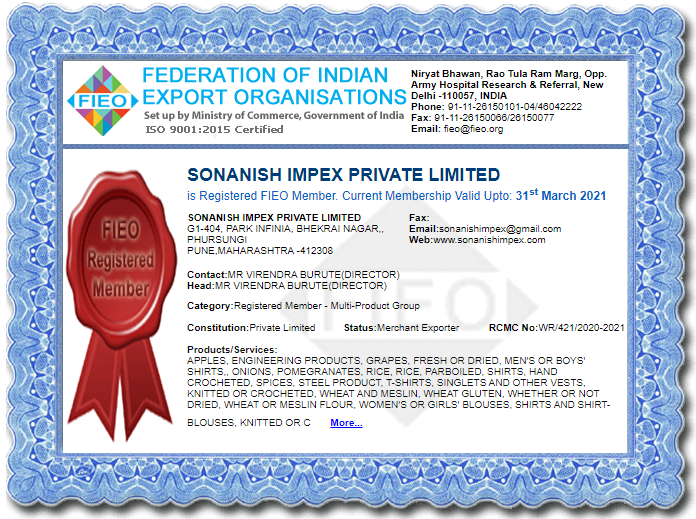 FIEO
FEDERATION OF INDIAN
EXPORT ORGANISATIONS
Set up by Ministry of Commerce, Government of India
ISO 9001:2015 Certified
Niryat Bhawan, Rao Tula Ram Marg, Opp.
Army Hospital Research & Referral, New
Delhi -110057, INDIA
Phone: 91-11-26150101-04/46042222
Fax: 91-11-26150066/26150077
Email: fieo@fieo.org
SONANISH IMPEX PRIVATE LIMITED
is Registered FIEO Member. Current Membership Valid Upto: 31st March 2021
FIEO
Registered
Member
SONANISH IMPEX PRIVATE LIMITED
G1-404, PARK INFINIA, BHEKRAI NAGAR,,
PHURSUNGI
PUNE,MAHARASHTRA -412308
Fax:
Email:sonanishimpex@gmail.com
Web:www.sonanishimpex.com
Contact:MR VIRENDRA BURUTE(DIRECTOR)
Head:MR VIRENDRA BURUTE(DIRECTOR)
FIEO
Category:Registered Member - Multi-Product Group
Constitution:Private Limited Status:Merchant Exporter RCMC No:WR/421/2020-2021
Products/Services:
APPLES, ENGINEERING PRODUCTS, GRAPES, FRESH OR DRIED, MEN'S OR BOYS'
SHIRTS,, ONIONS, POMEGRANATES, RICE, RICE, PARBOILED, SHIRTS, HAND
CROCHETED, SPICES, STEEL PRODUCT, T-SHIRTS, SINGLETS AND OTHER VESTS,
KNITTED OR CROCHETED, WHEAT AND MESLIN, WHEAT GLUTEN, WHETHER OR NOT
DRIED, WHEAT OR MESLIN FLOUR, WOMEN'S OR GIRLS' BLOUSES, SHIRTS AND SHIRT-
BLOUSES, KNITTED OR C More...